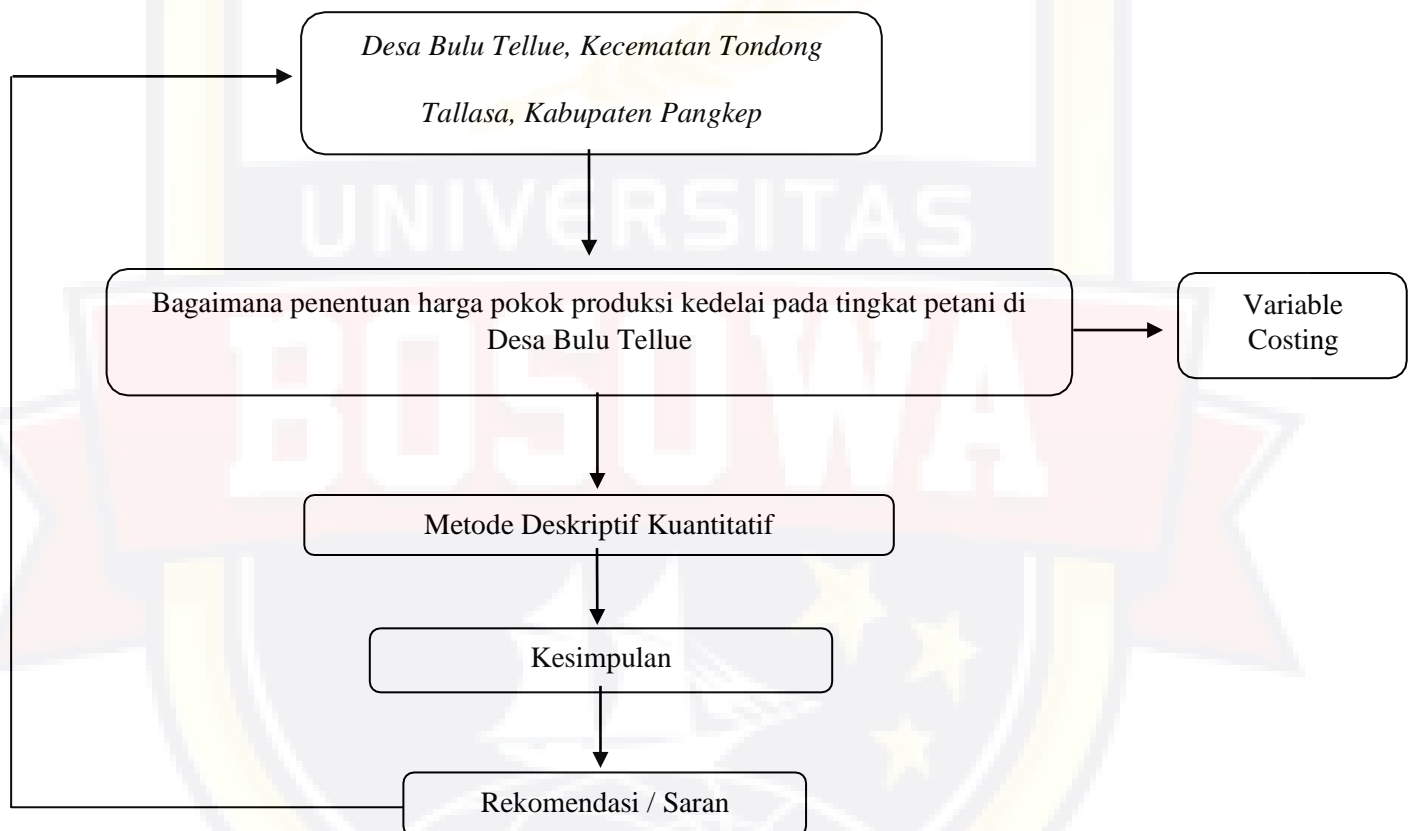 Desa Bulu Tellue, Kecematan Tondong
Tallasa, Kabupaten Pangkep
UNIVERSITAS
Bagaimana penentuan harga pokok produksi kedelai pada tingkat petani di
Desa Bulu Tellue
Variable
Costing
BOSOWA
Metode Deskriptif Kuantitatif
Kesimpulan
Rekomendasi / Saran